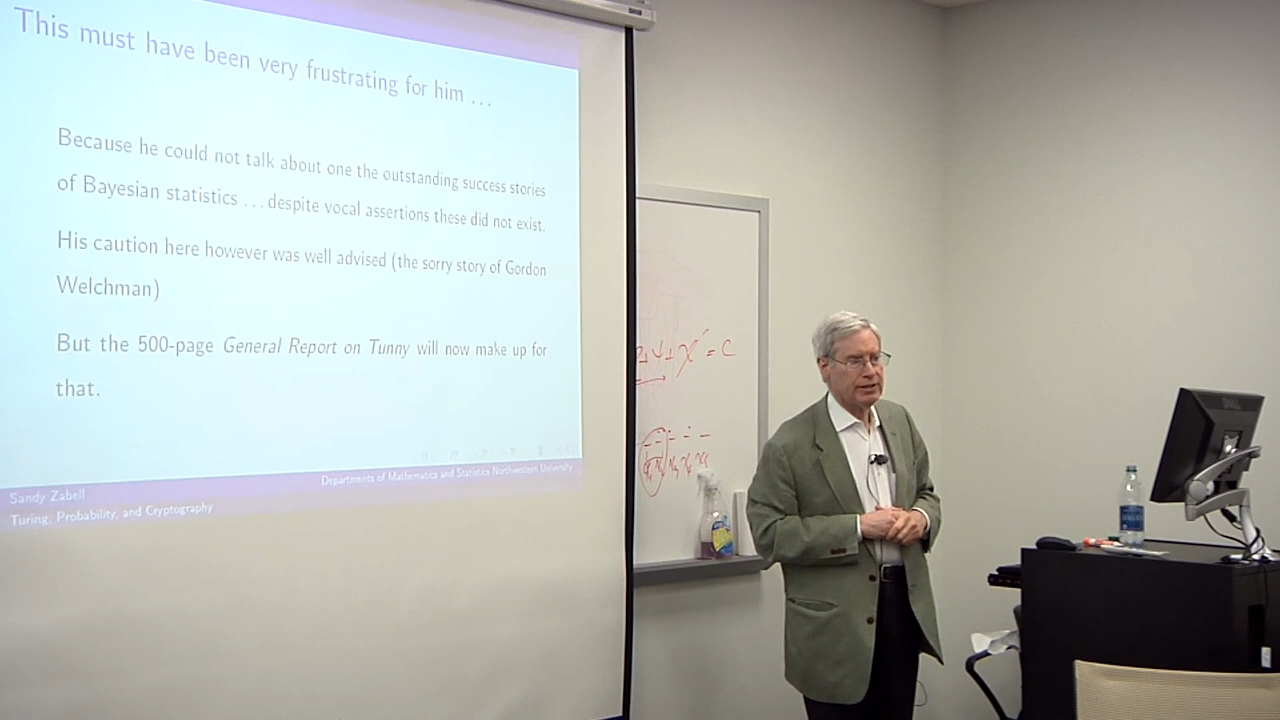 This must have been very frustrating for him ...
Because he could not talk about one the outstanding success stories
of Bayesian statistics ... despite vocal assertions these did not exist.
His caution here however was well advised (the sorry story of Gordon
Welchman)
But the 500-page General Report on Tunny will now make up for
that.
Sandy Zabell
Departments of Mathematics and Statistics Northwestern University
Turing, Probability, and Cryptography
= C
DELL